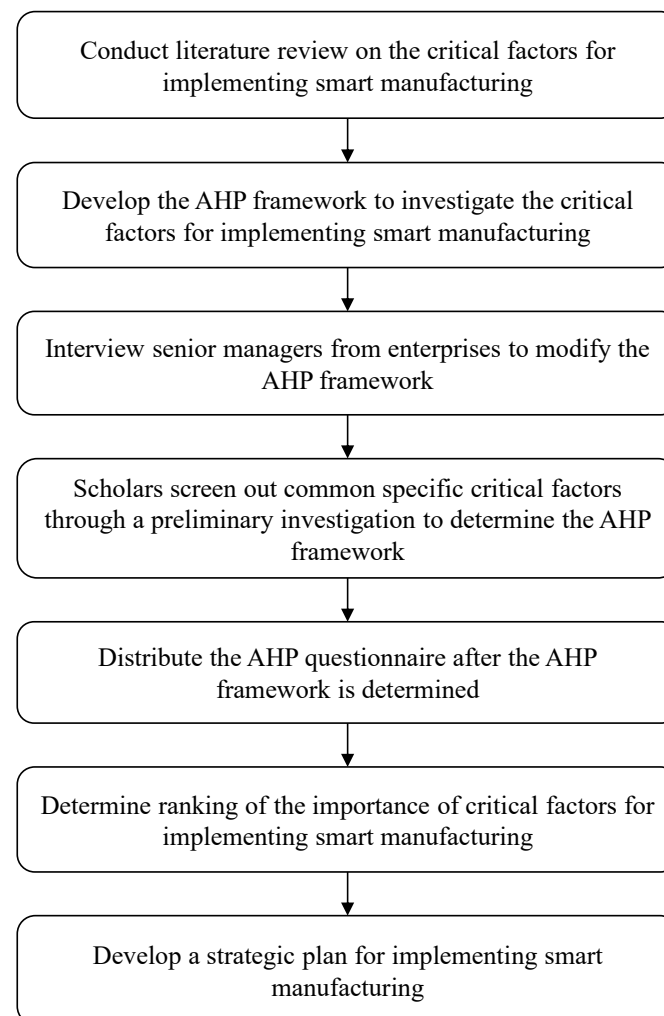 Conduct literature review on the critical factors for
implementing smart manufacturing
Develop the AHP framework to investigate the critical
factors for implementing smart manufacturing
Interview senior managers from enterprises to modify the
AHP framework
Scholars screen out common specific critical factors
through a preliminary investigation to determine the AHP
framework
Distribute the AHP questionnaire after the AHP
framework is determined
Determine ranking of the importance of critical factors for
implementing smart manufacturing
Develop a strategic plan for implementing smart
manufacturing